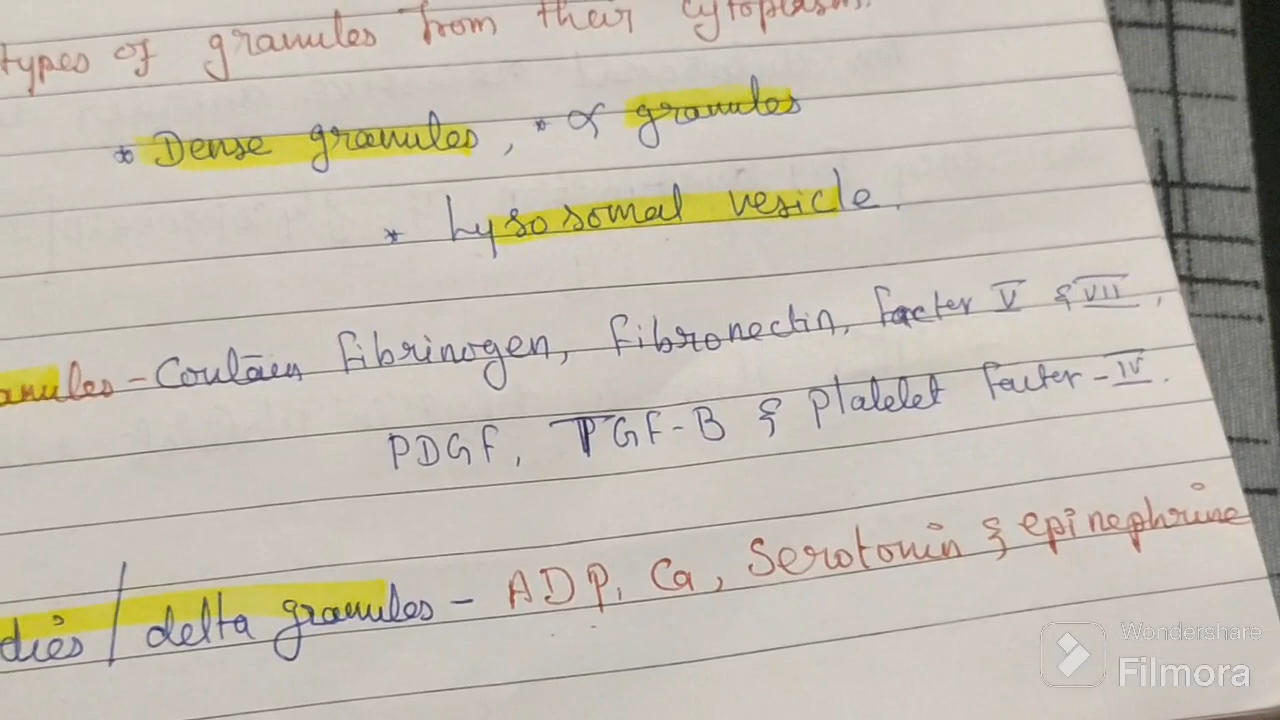 types of granules from their cytoplasm.
* Dense granules, * α granules
* Lysosomal vesicle.
anules - Contain fibrinogen, fibronectin, factor V & VII,
PDGF, TGF-B & platelet factor - IV.
dies / delta granules - ADP, Ca, Serotonin & epinephrine
Wondershare
Filmora